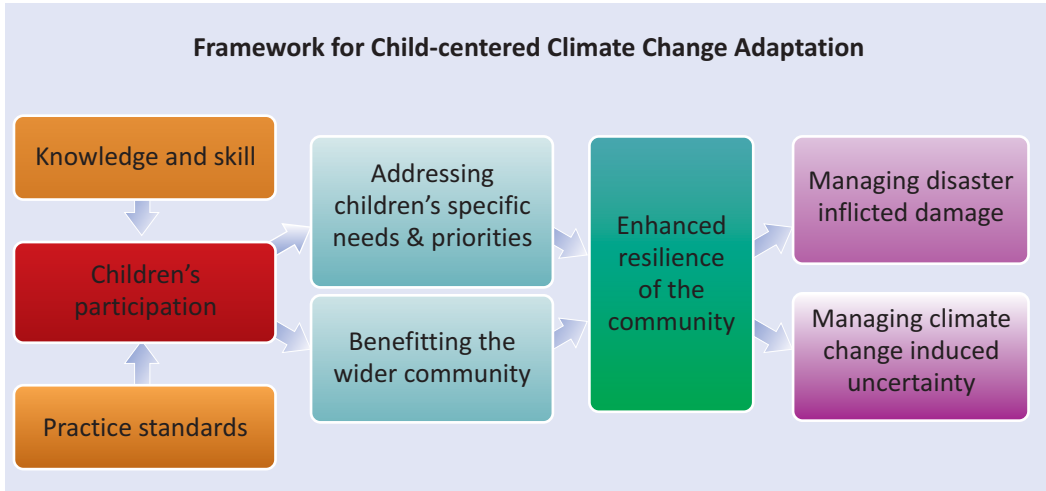 Framework for Child-centered Climate Change Adaptation
Knowledge and skill
Children’s
participation
Practice standards
Addressing
children’s specific
needs & priorities
Benefitting the
wider community
Enhanced
resilience
of the
community
Managing disaster
inflicted damage
Managing climate
change induced
uncertainty